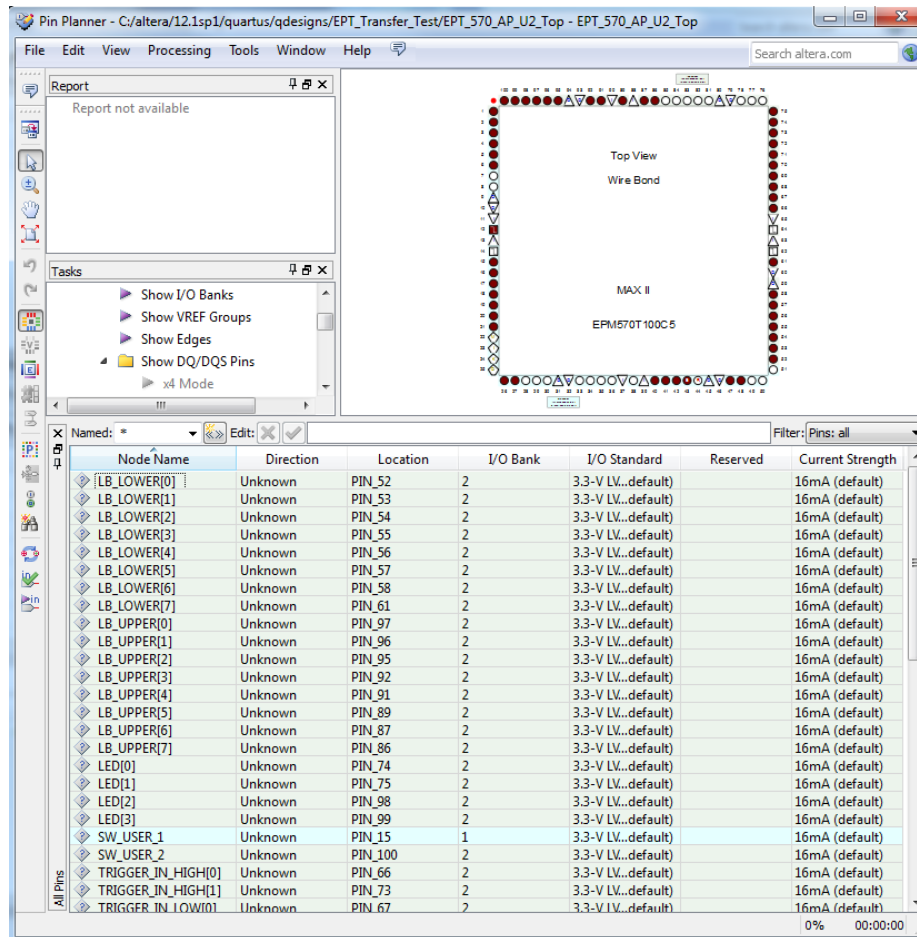 Pin Planner - C:/altera/12.1sp1/quartus/qdesigns/EPT_Transfer_Test/EPT_570_AP_U2_Top - EPT_570_AP_U2_Top
File Edit View Processing Tools Window Help
Search altera.com
Report
Report not available
Top View
Wire Bond
MAX II
EPM570T100C5
Tasks
Show I/O Banks
Show VREF Groups
Show Edges
Show DQ/DQS Pins
x4 Mode
Named: * Edit: Filter: Pins: all
Node Name Direction Location I/O Bank I/O Standard Reserved Current Strength
LB_LOWER[0] Unknown PIN_52 2 3.3-V LV...default) 16mA (default)
LB_LOWER[1] Unknown PIN_53 2 3.3-V LV...default) 16mA (default)
LB_LOWER[2] Unknown PIN_54 2 3.3-V LV...default) 16mA (default)
LB_LOWER[3] Unknown PIN_55 2 3.3-V LV...default) 16mA (default)
LB_LOWER[4] Unknown PIN_56 2 3.3-V LV...default) 16mA (default)
LB_LOWER[5] Unknown PIN_57 2 3.3-V LV...default) 16mA (default)
LB_LOWER[6] Unknown PIN_58 2 3.3-V LV...default) 16mA (default)
LB_LOWER[7] Unknown PIN_61 2 3.3-V LV...default) 16mA (default)
LB_UPPER[0] Unknown PIN_97 2 3.3-V LV...default) 16mA (default)
LB_UPPER[1] Unknown PIN_96 2 3.3-V LV...default) 16mA (default)
LB_UPPER[2] Unknown PIN_95 2 3.3-V LV...default) 16mA (default)
LB_UPPER[3] Unknown PIN_92 2 3.3-V LV...default) 16mA (default)
LB_UPPER[4] Unknown PIN_91 2 3.3-V LV...default) 16mA (default)
LB_UPPER[5] Unknown PIN_89 2 3.3-V LV...default) 16mA (default)
LB_UPPER[6] Unknown PIN_87 2 3.3-V LV...default) 16mA (default)
LB_UPPER[7] Unknown PIN_86 2 3.3-V LV...default) 16mA (default)
LED[0] Unknown PIN_74 2 3.3-V LV...default) 16mA (default)
LED[1] Unknown PIN_75 2 3.3-V LV...default) 16mA (default)
LED[2] Unknown PIN_98 2 3.3-V LV...default) 16mA (default)
LED[3] Unknown PIN_99 2 3.3-V LV...default) 16mA (default)
SW_USER_1 Unknown PIN_15 1 3.3-V LV...default) 16mA (default)
SW_USER_2 Unknown PIN_100 2 3.3-V LV...default) 16mA (default)
TRIGGER_IN_HIGH[0] Unknown PIN_66 2 3.3-V LV...default) 16mA (default)
TRIGGER_IN_HIGH[1] Unknown PIN_73 2 3.3-V LV...default) 16mA (default)
TRIGGER_IN_LOW[0] Unknown PIN_67 2 3.3-V LV...default) 16mA (default)
All Pins
0% 00:00:00